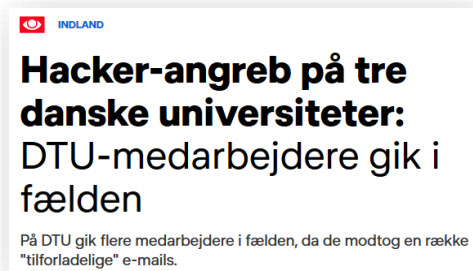 INDLAND
Hacker-angreb på tre
danske universiteter:
DTU-medarbejdere gik i
fælden
På DTU gik flere medarbejdere i fælden, da de modtog en række
"tilforladelige" e-mails.